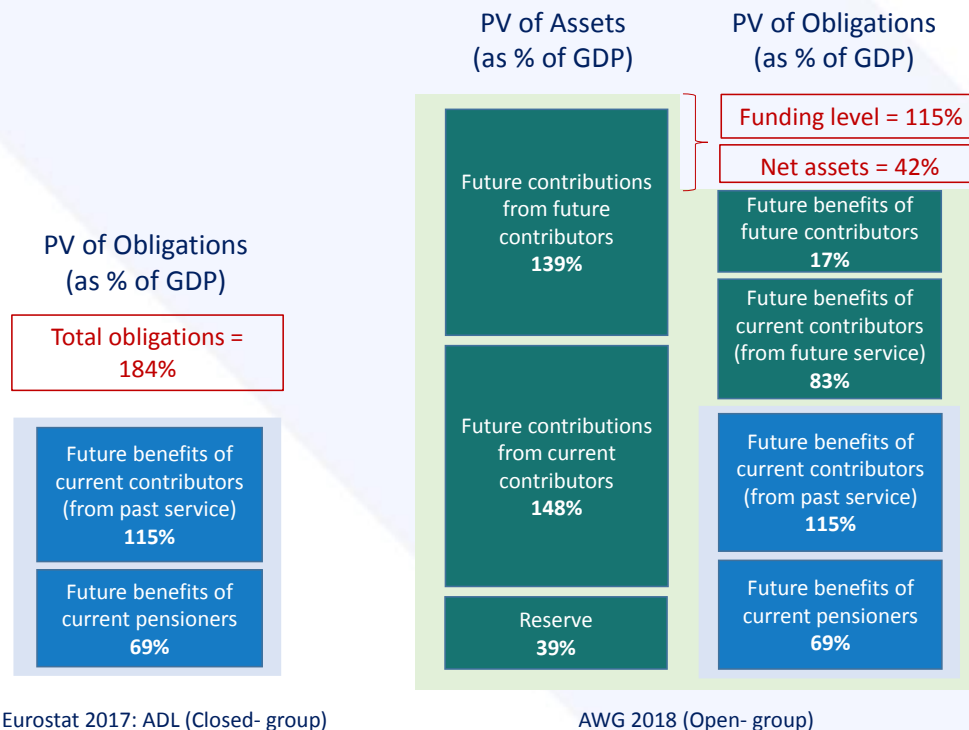 PV of Obligations
(as % of GDP)
Total obligations =
184%
Future benefits of
current contributors
(from past service)
115%
Future benefits of
current pensioners
69%
Eurostat 2017: ADL (Closed- group)
PV of Assets
(as % of GDP)
Future contributions
from future
contributors
139%
Future contributions
from current
contributors
148%
Reserve
39%
PV of Obligations
(as % of GDP)
Funding level = 115%
Net assets = 42%
Future benefits of
future contributors
17%
Future benefits of
current contributors
(from future service)
83%
Future benefits of
current contributors
(from past service)
115%
Future benefits of
current pensioners
69%
AWG 2018 (Open- group)